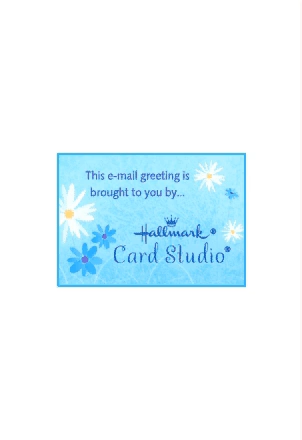 This e-mail greeting is
brought to you by...
Hallmark®
Card Studio®